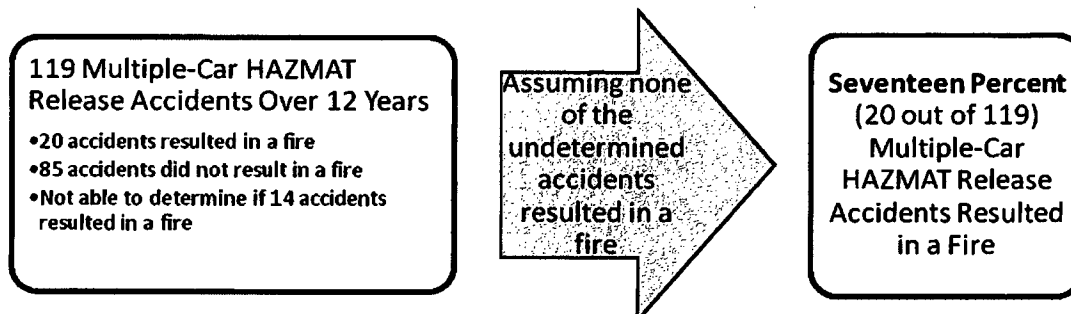 119 Multiple-Car HAZMAT
Release Accidents Over 12 Years
•20 accidents resulted in a fire
•85 accidents did not result in a fire
•Not able to determine if 14 accidents
resulted in a fire
Assuming none
of the
undetermined
accidents
resulted in a
fire
Seventeen Percent
(20 out of 119)
Multiple-Car
HAZMAT Release
Accidents Resulted
in a Fire